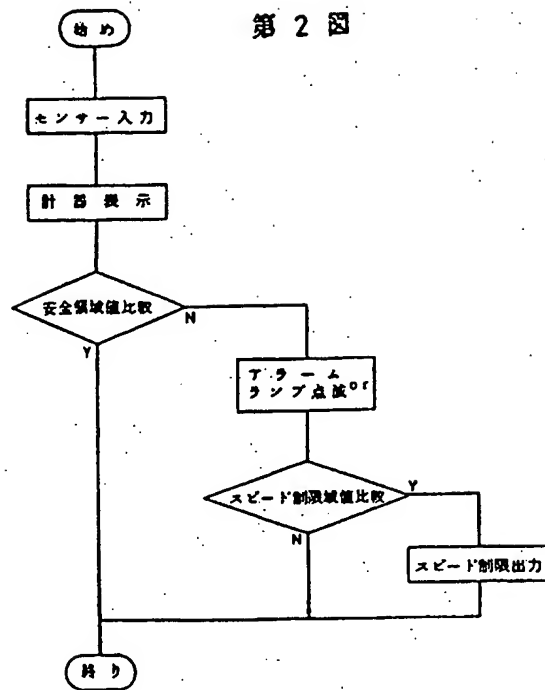 第2図
始め
センサー入力
計器表示
安全領域値比較
N
Y
アラーム or
ランプ点滅
スピード制限域値比較
Y
N
スピード制限出力
終り